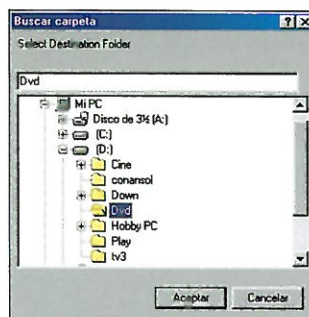 Buscar carpeta
Select Destination Folder
Dvd
Mi PC
Disco de 3½ (A:)
(C:)
(D:)
Cine
conansol
Down
Dvd
Hobby PC
Play
tv3
Aceptar
Cancelar